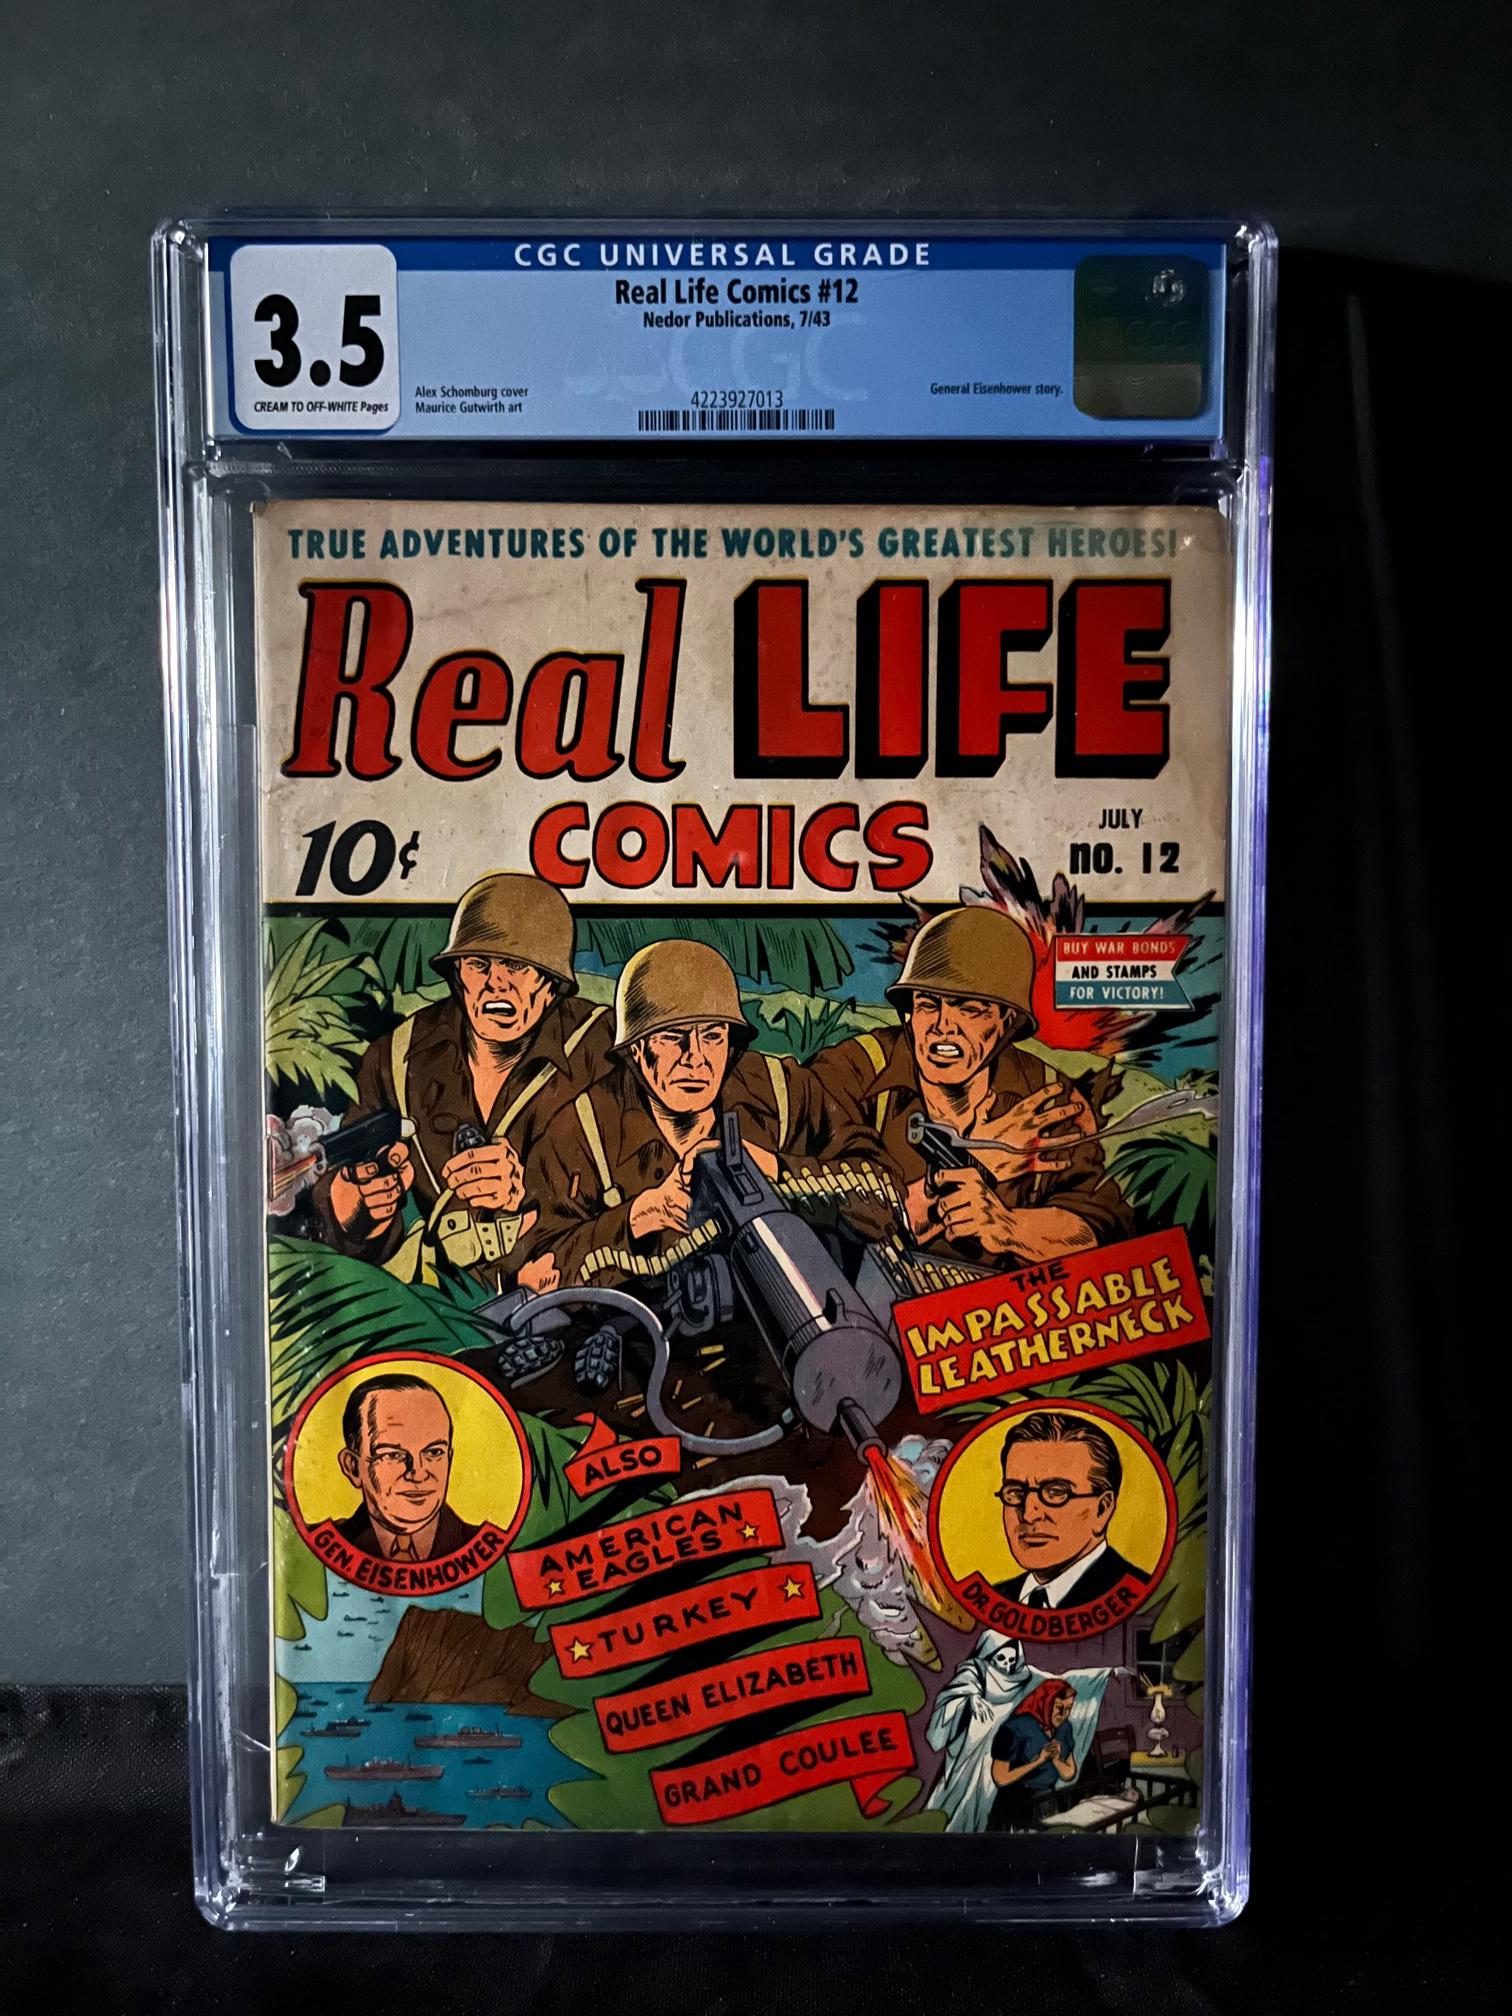 CGC UNIVERSAL GRADE
3.5
CREAM TO OFF-WHITE Pages
Real Life Comics #12
Nedor Publications, 7/43
Alex Schomburg cover
Maurice Gutwirth art
4223927013
General Eisenhower story.
CGC
CGC
TRUE ADVENTURES OF THE WORLD'S GREATEST HEROES!
Real LIFE
COMICS
10¢
JULY
NO. 12
BUY WAR BONDS
AND STAMPS
FOR VICTORY!
THE
IMPASSABLE
LEATHERNECK
GEN. EISENHOWER
ALSO
AMERICAN
EAGLES
TURKEY
QUEEN ELIZABETH
GRAND COULEE
DR. GOLDBERGER